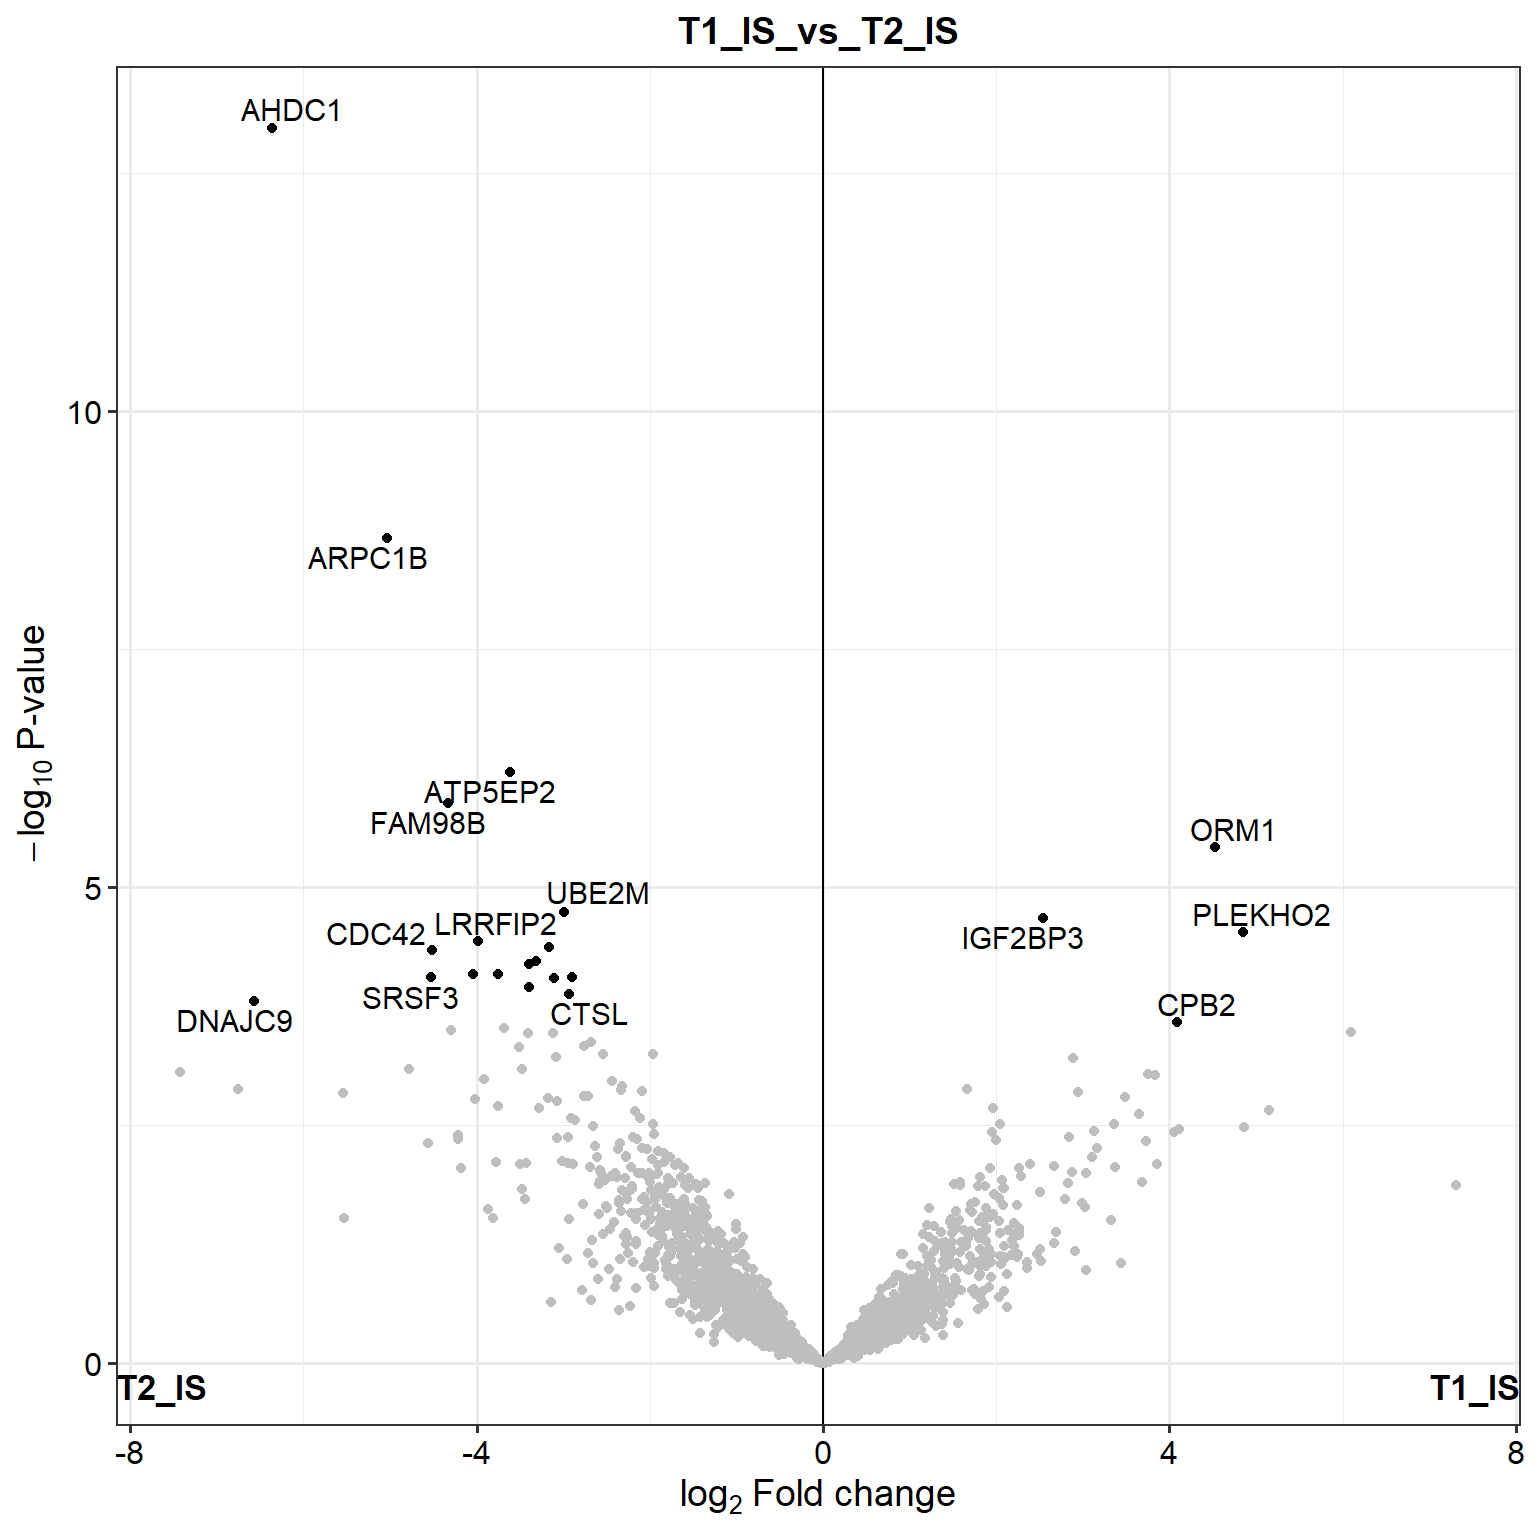 T1_IS_vs_T2_IS
AHDC1
ARPC1B
ATP5EP2
FAM98B
ORM1
UBE2M
PLEKHO2
LRRFIP2
CDC42
IGF2BP3
SRSF3
CPB2
CTSL
DNAJC9
10
5
0
−log10 P-value
T2_IS
T1_IS
-8
-4
0
4
8
log2 Fold change